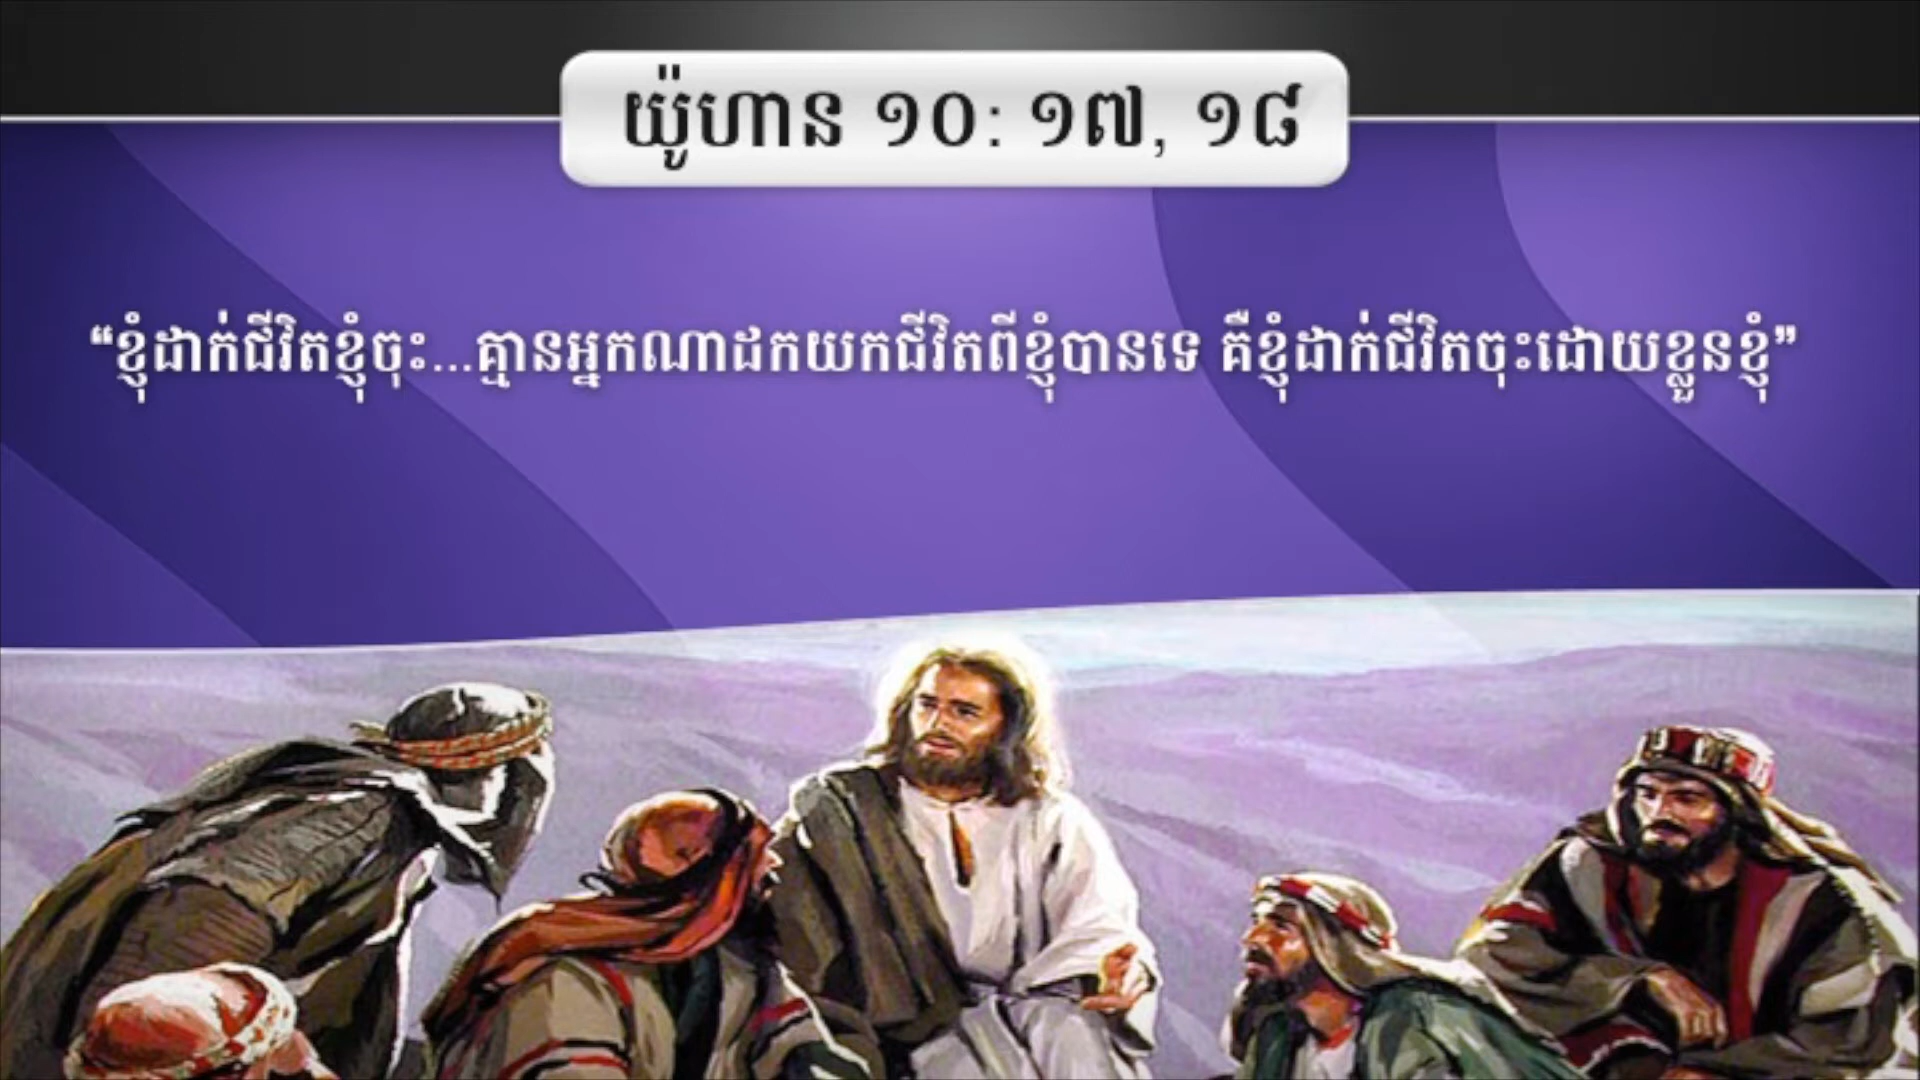 យ៉ូហាន ១០: ១៧, ១៨
“ខ្ញុំដាក់ជីវិតខ្ញុំចុះ...គ្មានអ្នកណាដកយកជីវិតពីខ្ញុំបានទេ គឺខ្ញុំដាក់ជីវិតចុះដោយខ្លួនខ្ញុំ”